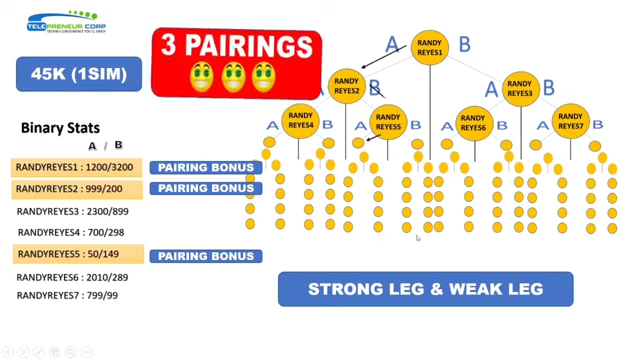 TELEPRENEUR CORP
TECHNO-CONVENIENCE YOU'LL ENJOY
45K (1SIM)
3 PAIRINGS
Binary Stats
A / B
RANDYREYES1 : 1200/3200 PAIRING BONUS
RANDYREYES2 : 999/200 PAIRING BONUS
RANDYREYES3 : 2300/899
RANDYREYES4 : 700/298
RANDYREYES5 : 50/149 PAIRING BONUS
RANDYREYES6 : 2010/289
RANDYREYES7 : 799/99
A RANDY B
REYES1
RANDY
REYES2
B
A RANDY B
REYES3
RANDY
REYES4
RANDY
REYES5
RANDY
REYES6
RANDY
REYES7
A B A B A B A B
STRONG LEG & WEAK LEG